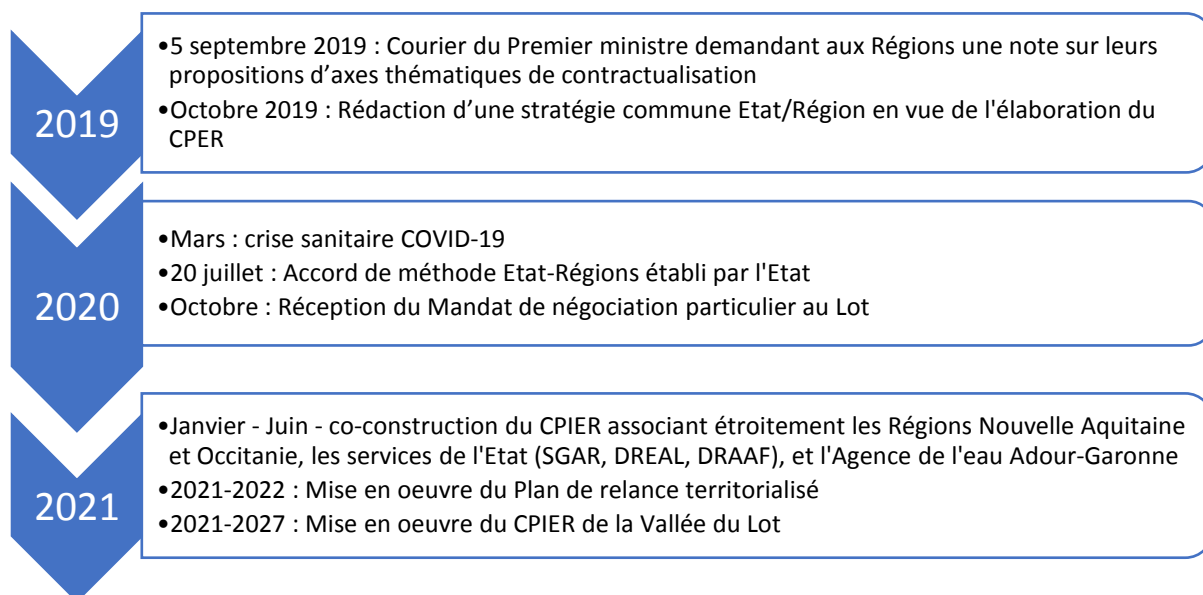 2019
•5 septembre 2019 : Courier du Premier ministre demandant aux Régions une note sur leurs
propositions d'axes thématiques de contractualisation
•Octobre 2019 : Rédaction d'une stratégie commune Etat/Région en vue de l'élaboration du
CPER
2020
•Mars : crise sanitaire COVID-19
•20 juillet : Accord de méthode Etat-Régions établi par l'Etat
•Octobre : Réception du Mandat de négociation particulier au Lot
2021
•Janvier - Juin - co-construction du CPIER associant étroitement les Régions Nouvelle Aquitaine
et Occitanie, les services de l'Etat (SGAR, DREAL, DRAAF), et l'Agence de l'eau Adour-Garonne
•2021-2022 : Mise en oeuvre du Plan de relance territorialisé
•2021-2027 : Mise en oeuvre du CPIER de la Vallée du Lot